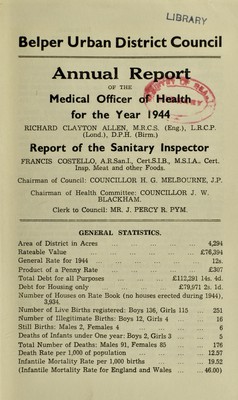 LIBRARY
Belper Urban District Council
Annual Report
OF THE
Medical Officer of Health
for the Year 1944
RICHARD CLAYTON ALLEN, M.R.C.S. (Eng.), L.R.C.P.
(Lond.), D.P.H. (Birm.)
Report of the Sanitary Inspector
FRANCIS COSTELLO, A.R.San.I., Cert.S.I.B., M.S.I.A., Cert.
Insp. Meat and other Foods.
Chairman of Council: COUNCILLOR H. G. MELBOURNE, J.P.
Chairman of Health Committee: COUNCILLOR J. W.
BLACKHAM.
Clerk to Council: MR. J. PERCY R. PYM.
GENERAL STATISTICS.
Area of District in Acres ... 4,294
Rateable Value ... £76,394
General Rate for 1944 ... 12s.
Product of a Penny Rate ... £307
Total Debt for all Purposes ... £112,291 14s. 4d.
Debt for Housing only ... £79,971 2s. 1d.
Number of Houses on Rate Book (no houses erected during 1944),
3,934.
Number of Live Births registered: Boys 136, Girls 115 ... 251
Number of Illegitimate Births: Boys 12, Girls 4 ... 16
Still Births: Males 2, Females 4 ... 6
Deaths of Infants under One year: Boys 2, Girls 3 ... 5
Total Number of Deaths: Males 91, Females 85 ... 176
Death Rate per 1,000 of population ... 12.57
Infantile Mortality Rate per 1,000 births ... 19.52
(Infantile Mortality Rate for England and Wales ... 46.00)